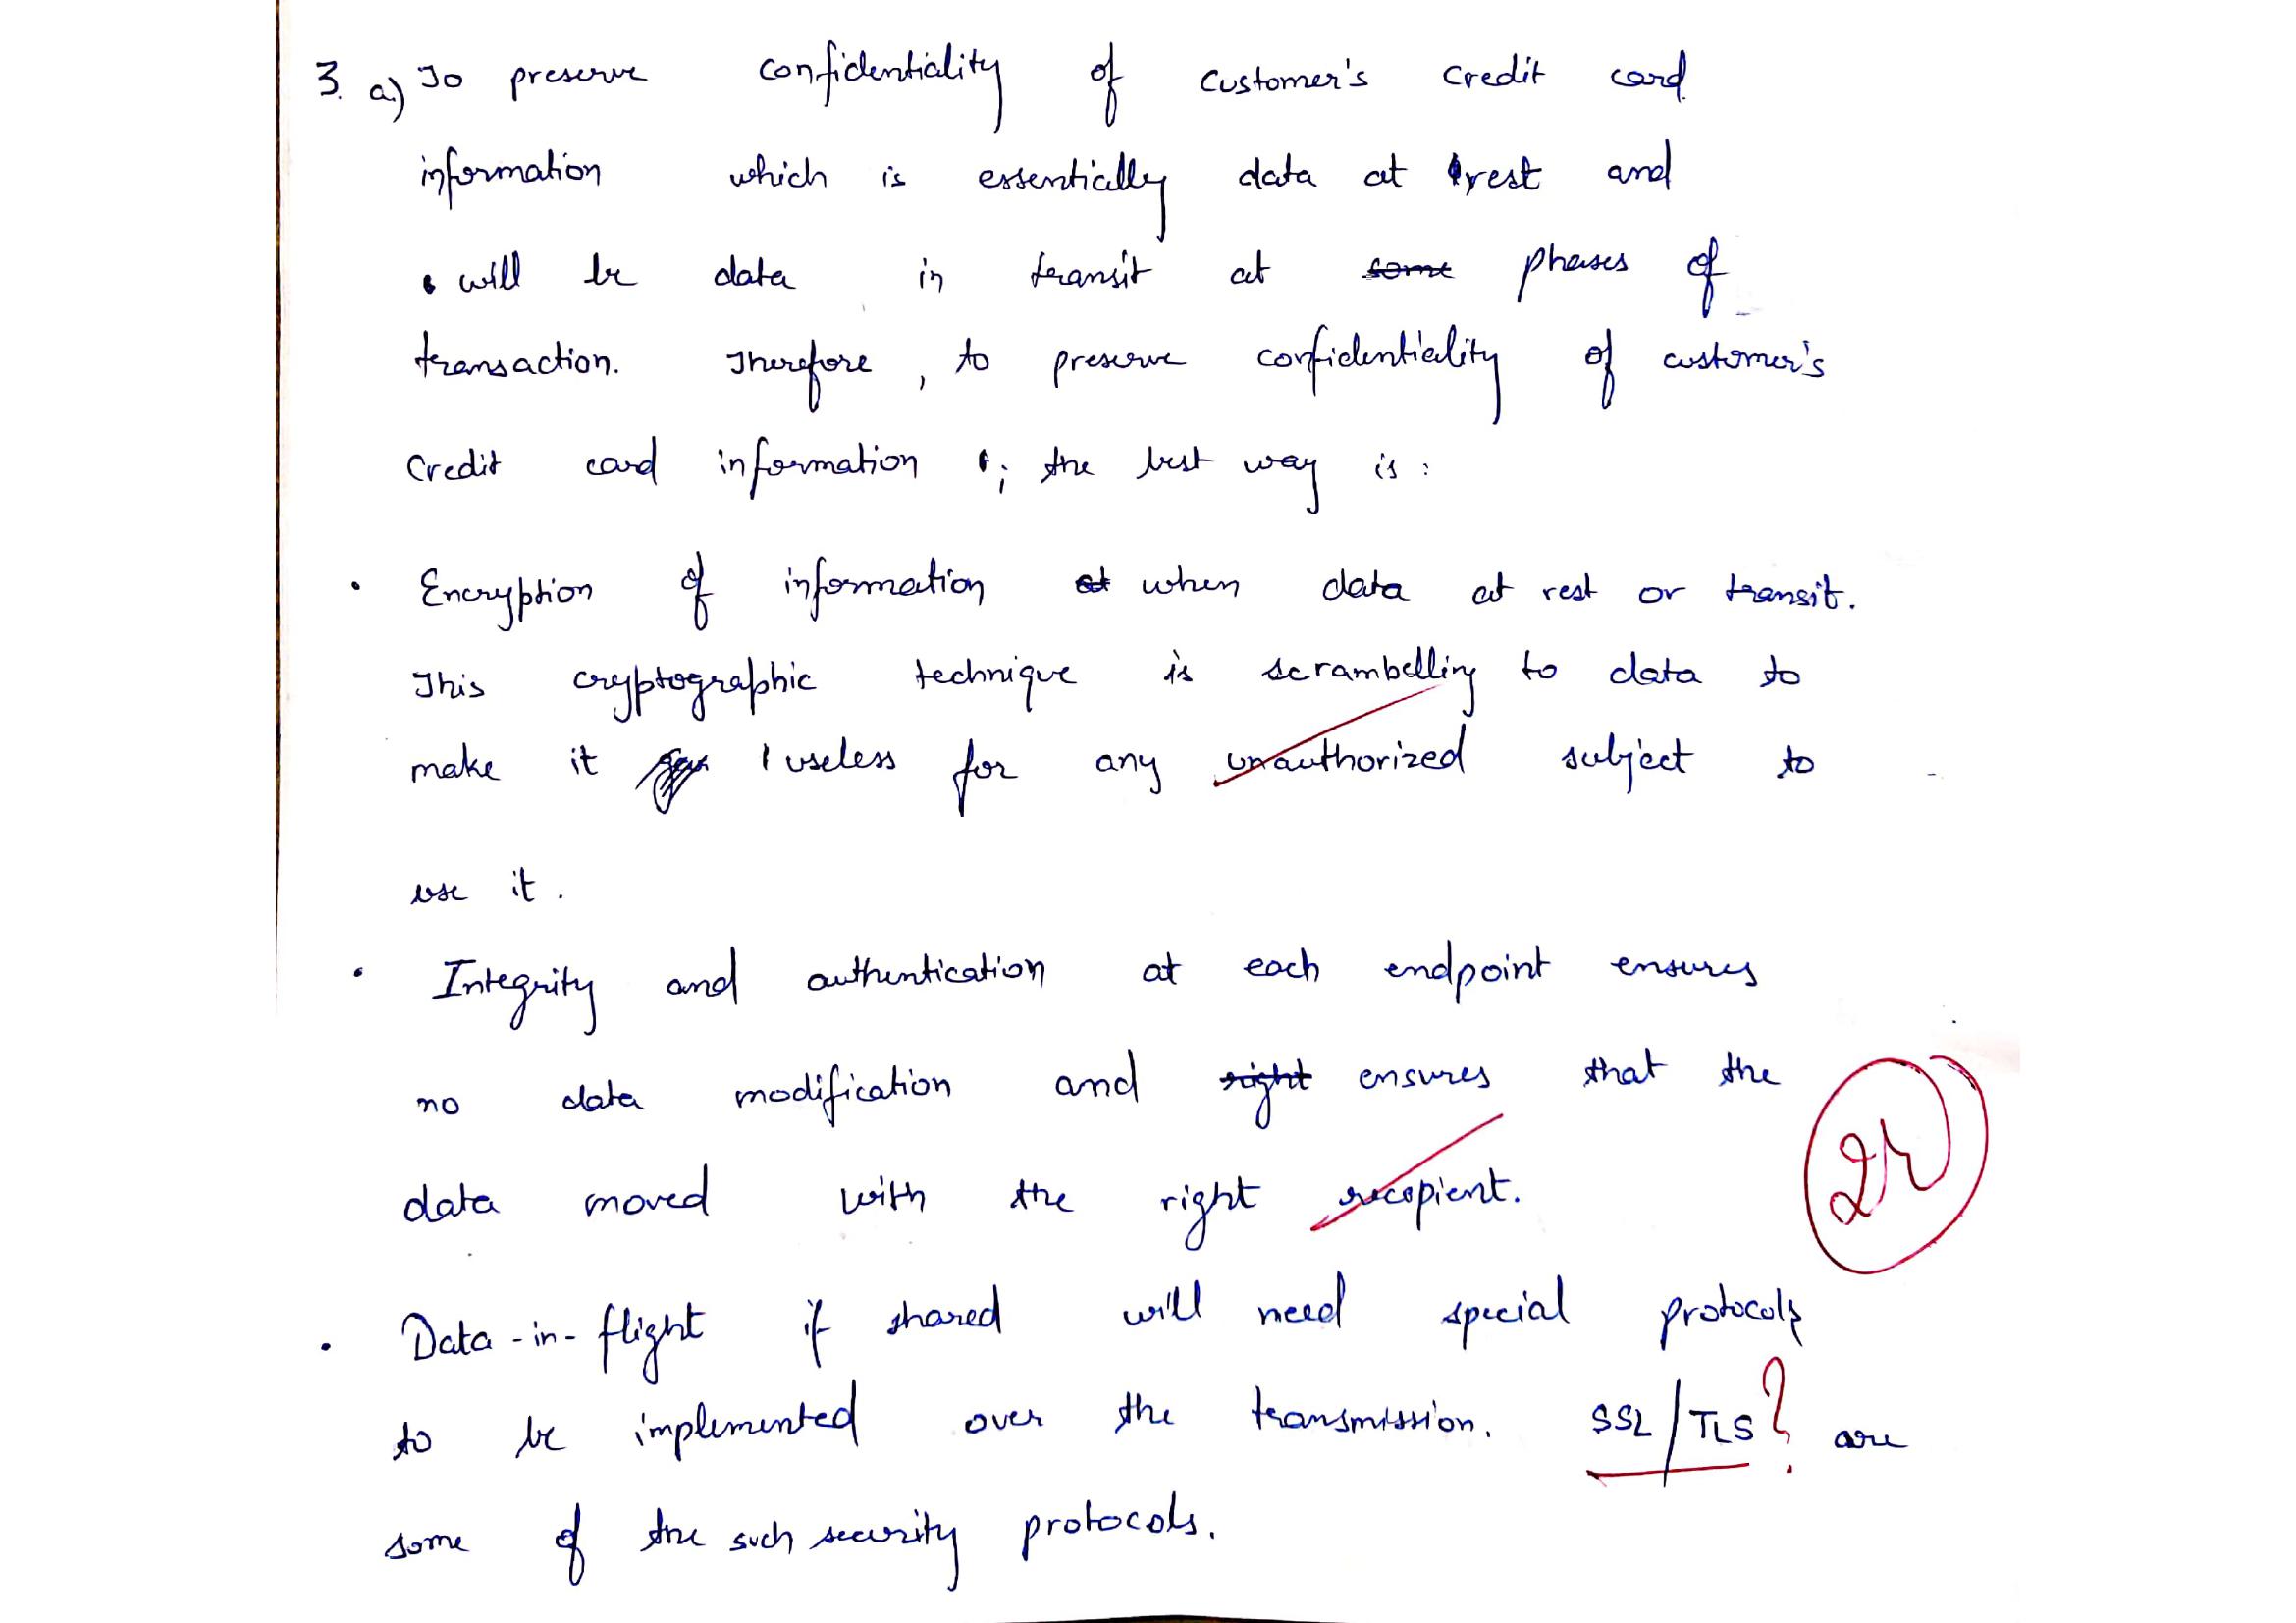 3. a) To preserve confidentiality of customer's credit card
information which is essentially data at rest and
will be data in transit at some phases of
transaction. Therefore, to preserve confidentiality of customer's
credit card information ; the best way is :
• Encryption of information at when data at rest or transit.
This cryptographic technique is scrambelling to data to
make it useless for any unauthorized subject to
use it.
• Integrity and authentication at each endpoint ensures
no data modification and right ensures that the
data moved with the right recipient.
• Data-in-flight if shared will need special protocols
to be implemented over the transmission. SSL/TLS ? are
some of the such security protocols.